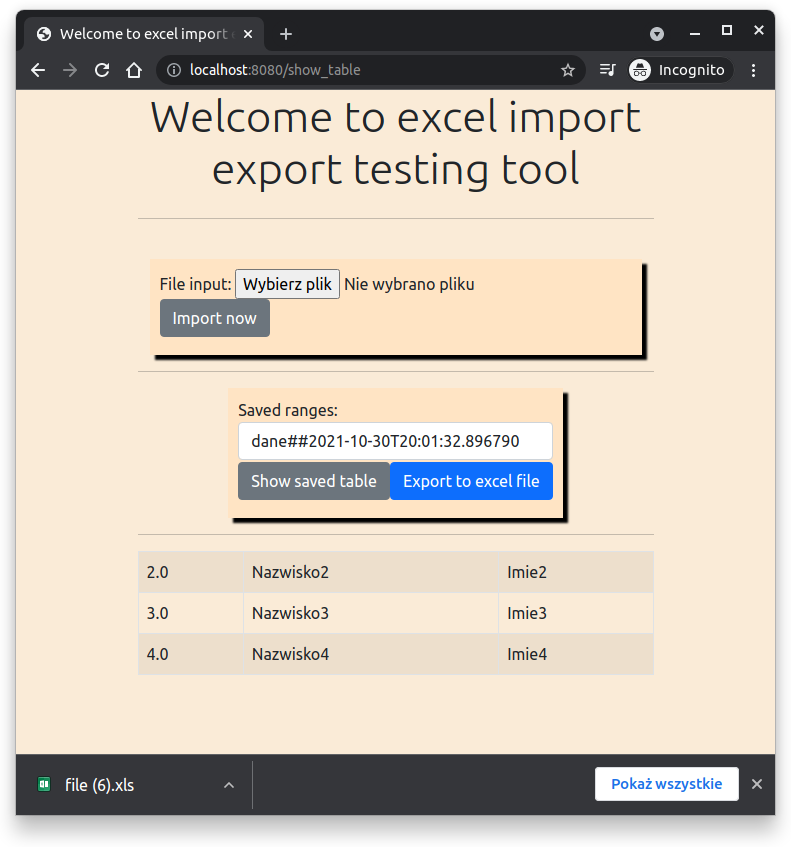 Welcome to excel import
localhost:8080/show_table
Incognito
Welcome to excel import
export testing tool
File input: Wybierz plik Nie wybrano pliku
Import now
Saved ranges:
dane##2021-10-30T20:01:32.896790
Show saved table Export to excel file
2.0 Nazwisko2 Imie2
3.0 Nazwisko3 Imie3
4.0 Nazwisko4 Imie4
file (6).xls Pokaż wszystkie